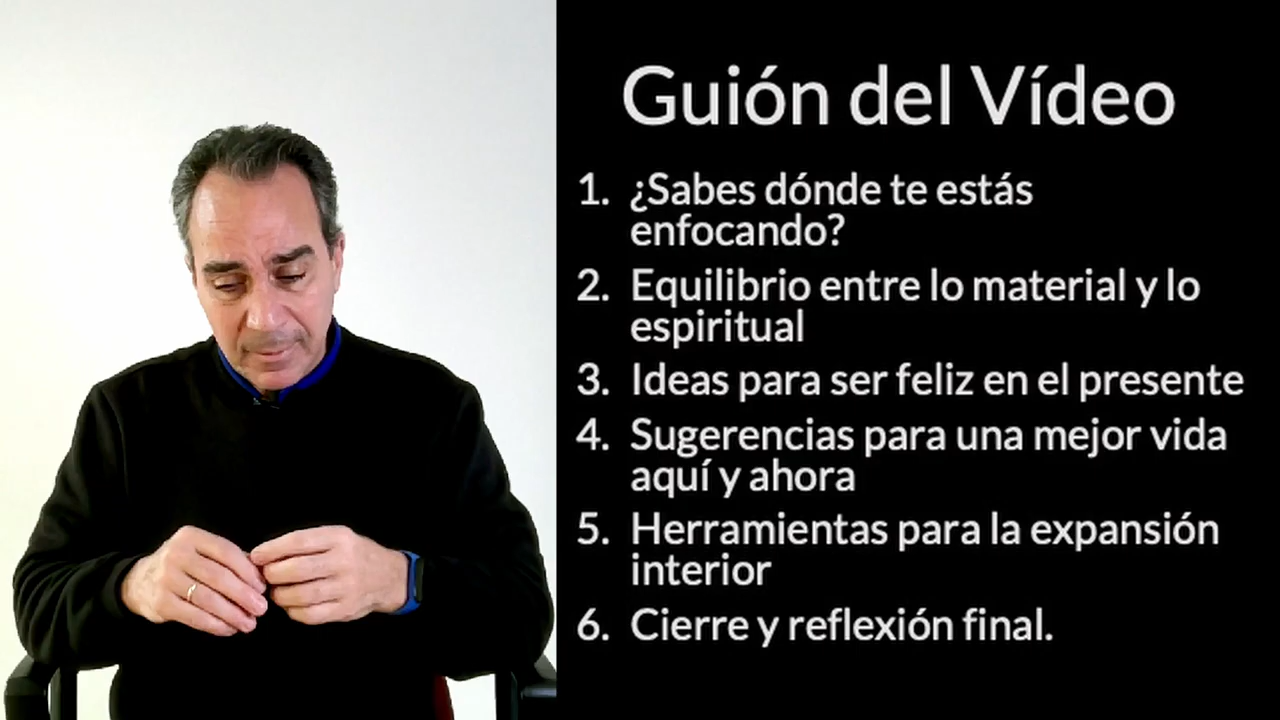 Guión del Vídeo
1. ¿Sabes dónde te estás
enfocando?
2. Equilibrio entre lo material y lo
espiritual
3. Ideas para ser feliz en el presente
4. Sugerencias para una mejor vida
aquí y ahora
5. Herramientas para la expansión
interior
6. Cierre y reflexión final.